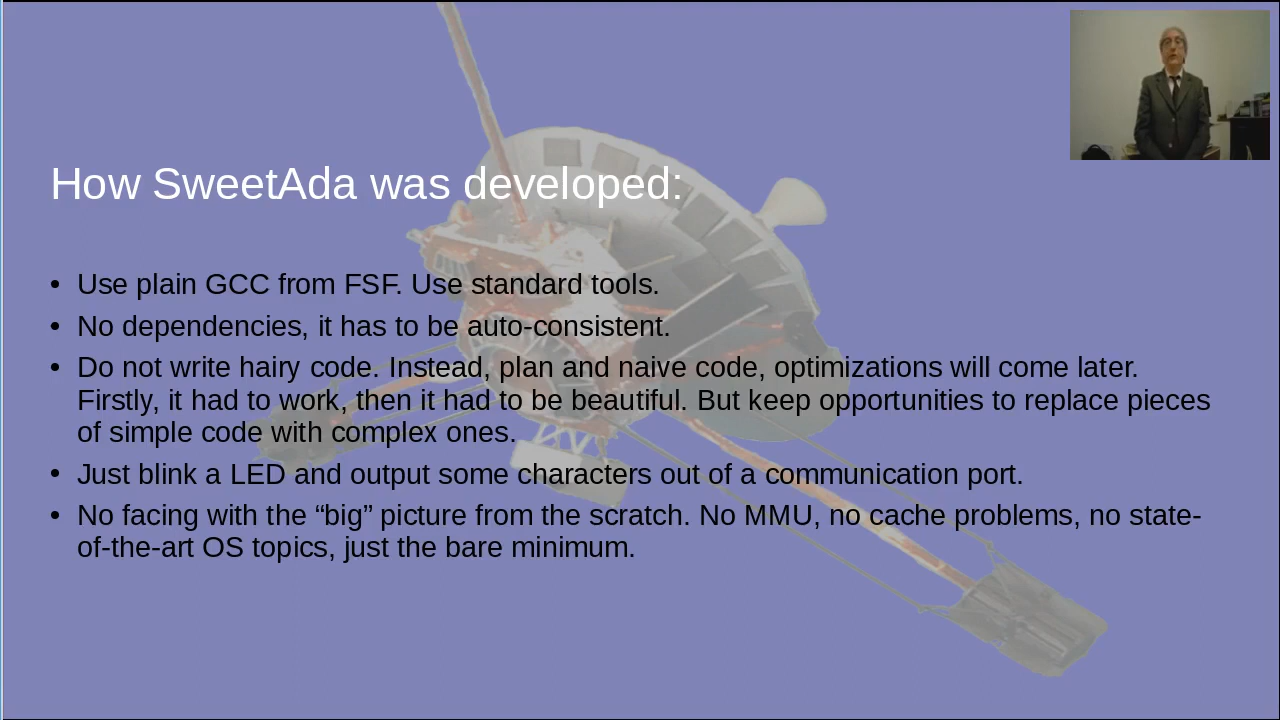 How SweetAda was developed:
• Use plain GCC from FSF. Use standard tools.
• No dependencies, it has to be auto-consistent.
• Do not write hairy code. Instead, plan and naive code, optimizations will come later.
Firstly, it had to work, then it had to be beautiful. But keep opportunities to replace pieces
of simple code with complex ones.
• Just blink a LED and output some characters out of a communication port.
• No facing with the “big” picture from the scratch. No MMU, no cache problems, no state-
of-the-art OS topics, just the bare minimum.